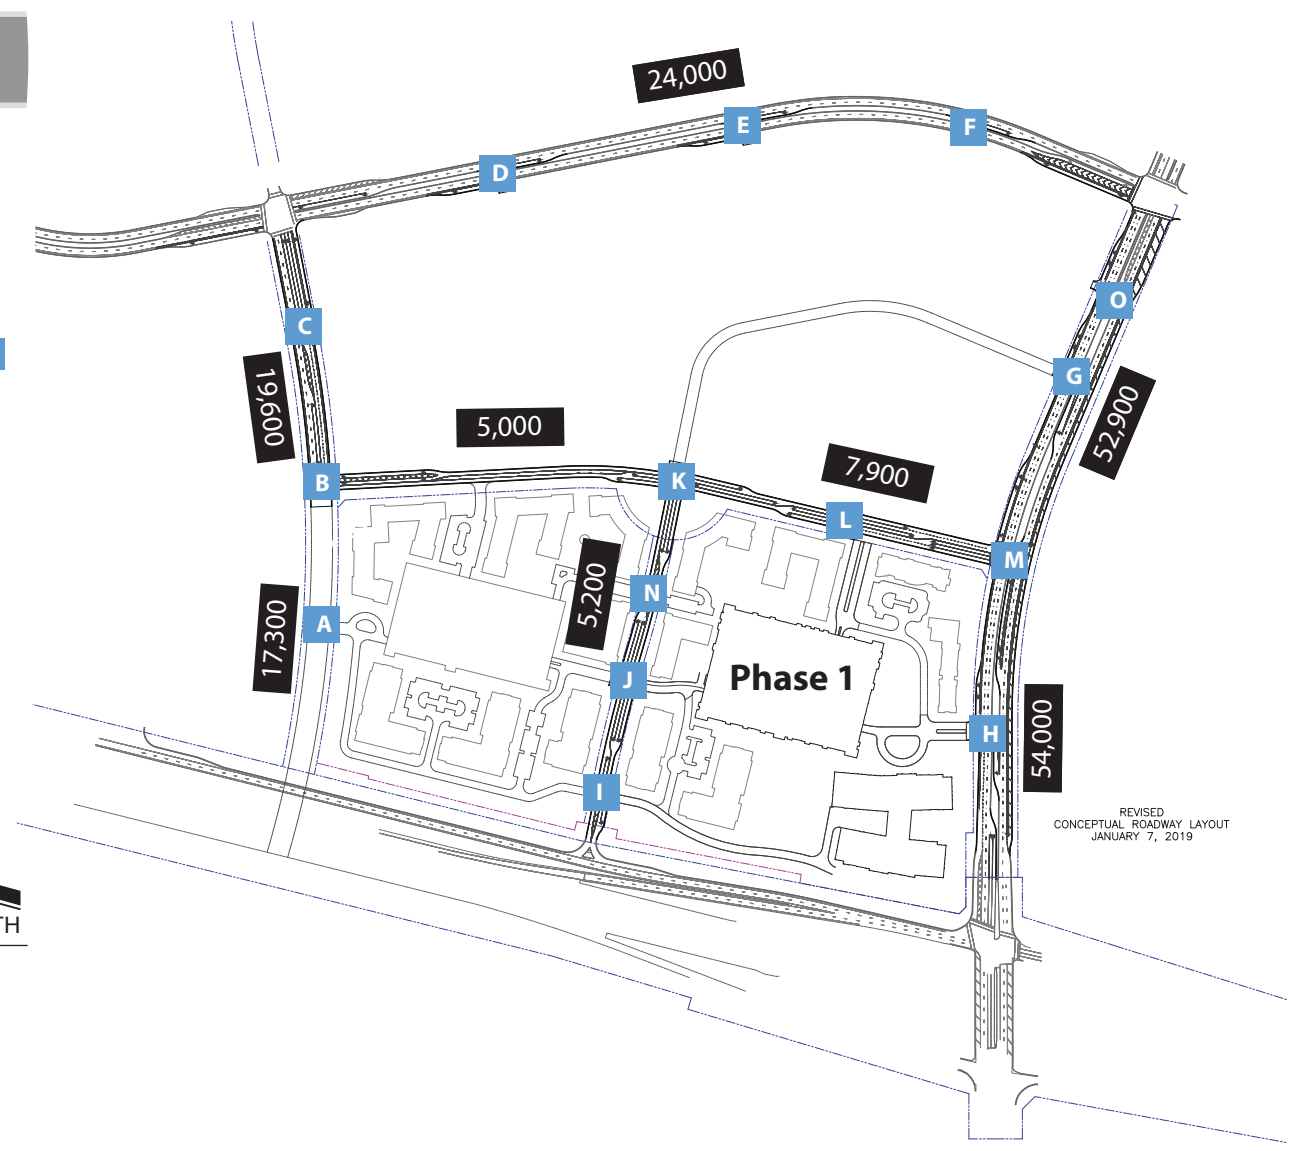 24,000
E
F
D
O
C
G
19,600
52,900
5,000
7,900
B
K
L
M
5,200
N
A
17,300
J
Phase 1
H
54,000
I
REVISED
CONCEPTUAL ROADWAY LAYOUT
JANUARY 7, 2019
TH